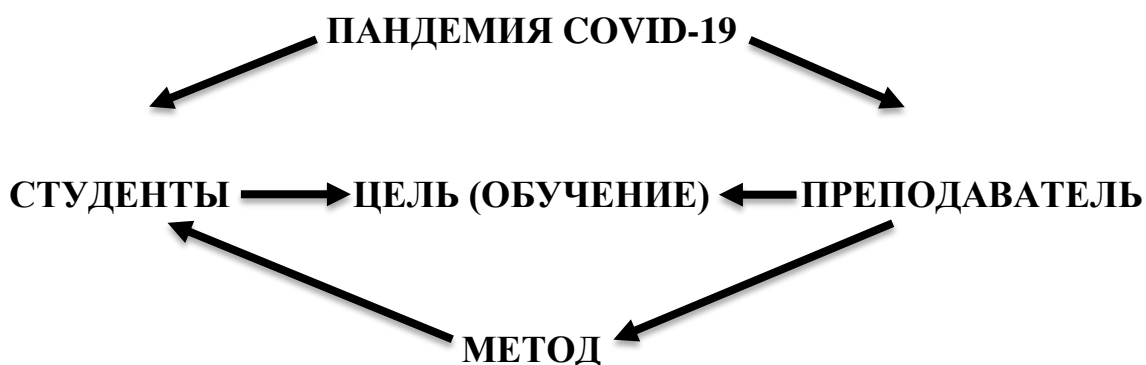 ПАНДЕМИЯ COVID-19
СТУДЕНТЫ ЦЕЛЬ (ОБУЧЕНИЕ) ПРЕПОДАВАТЕЛЬ
МЕТОД